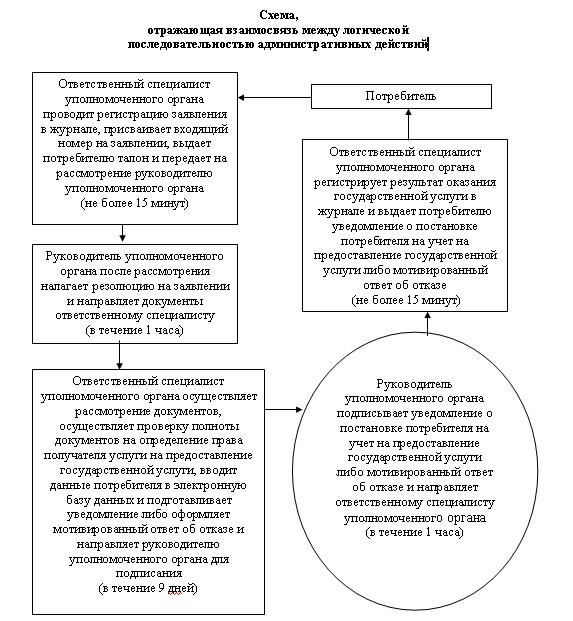 Схема,
отражающая взаимосвязь между логической
последовательностью административных действий
Потребитель
Ответственный специалист
уполномоченного органа
проводит регистрацию заявления
в журнале, присваивает входящий
номер на заявлении, выдает
потребителю талон и передает на
рассмотрение руководителю
уполномоченного органа
(не более 15 минут)
Руководитель уполномоченного
органа после рассмотрения
налагает резолюцию на заявлении
и направляет документы
ответственному специалисту
(в течение 1 часа)
Ответственный специалист
уполномоченного органа осуществляет
рассмотрение документов,
осуществляет проверку полноты
документов на определение права
получателя услуги на предоставление
государственной услуги, вводит
данные потребителя в электронную
базу данных и подготавливает
уведомление либо оформляет
мотивированный ответ об отказе и
направляет руководителю
уполномоченного органа для
подписания
(в течение 9 дней)
Руководитель
уполномоченного органа
подписывает уведомление о
постановке потребителя на
учет на предоставление
государственной услуги
либо мотивированный ответ
об отказе и направляет
ответственному специалисту
уполномоченного органа
(в течение 1 часа)
Ответственный специалист
уполномоченного органа
регистрирует результат оказания
государственной услуги в
журнале и выдает потребителю
уведомление о постановке
потребителя на учет на
предоставление государственной
услуги либо мотивированный
ответ об отказе
(не более 15 минут)